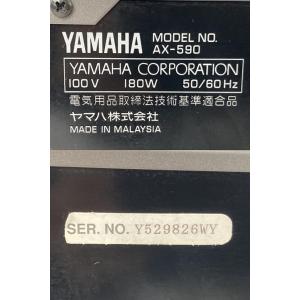 YAMAHA MODEL NO. AX-590
YAMAHA CORPORATION
100V 180W 50/60Hz
電気用品取締法技術基準適合品
ヤマハ株式会社
MADE IN MALAYSIA
SER. NO. Y529826WY